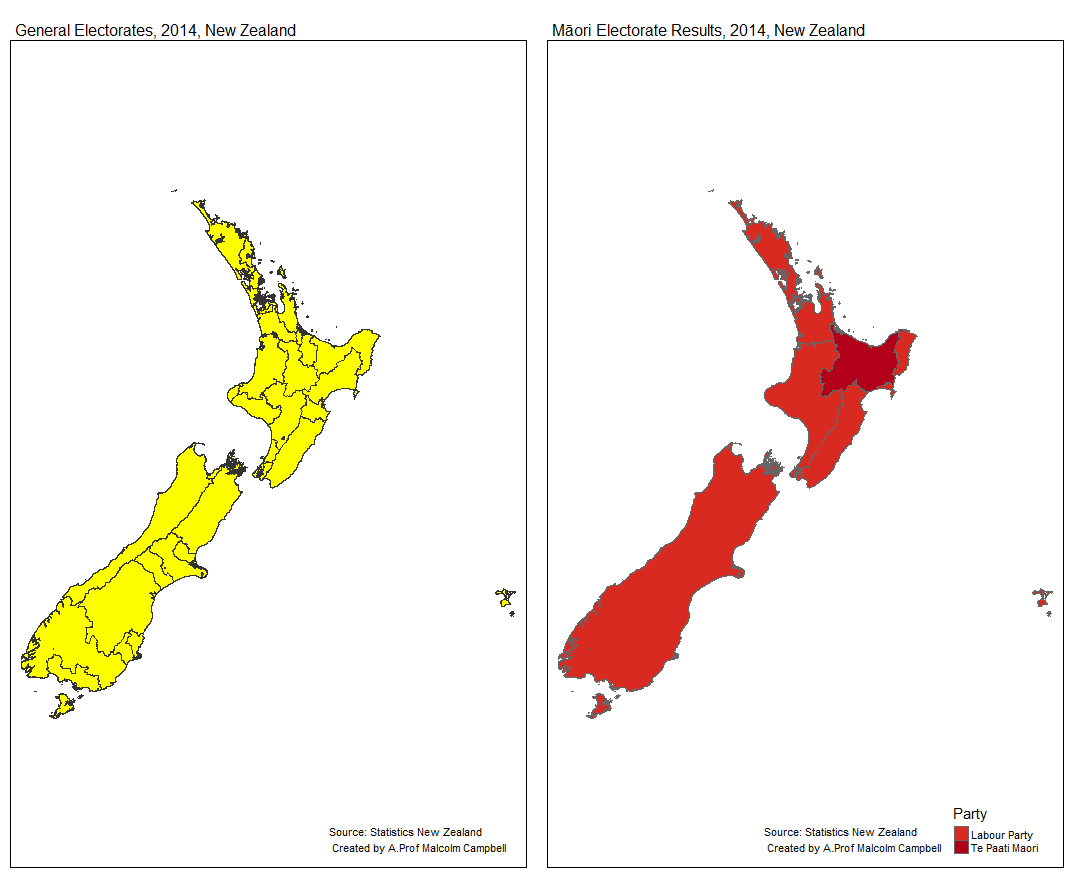 General Electorates, 2014, New Zealand
Source: Statistics New Zealand
Created by A.Prof Malcolm Campbell
Māori Electorate Results, 2014, New Zealand
Source: Statistics New Zealand
Created by A.Prof Malcolm Campbell
Party
Labour Party
Te Paati Maori